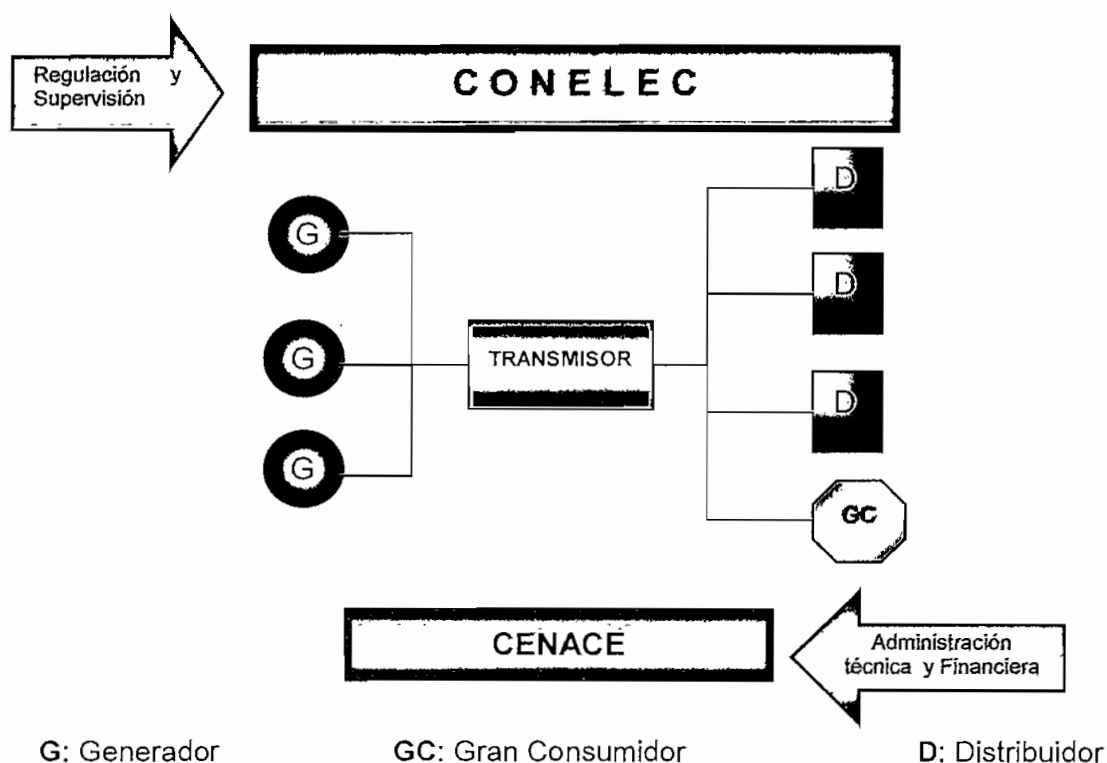 Regulación y
Supervisión
CONELEC
G
G
G
TRANSMISOR
D
D
D
GC
CENACE
Administración
técnica y Financiera
G: Generador GC: Gran Consumidor D: Distribuidor